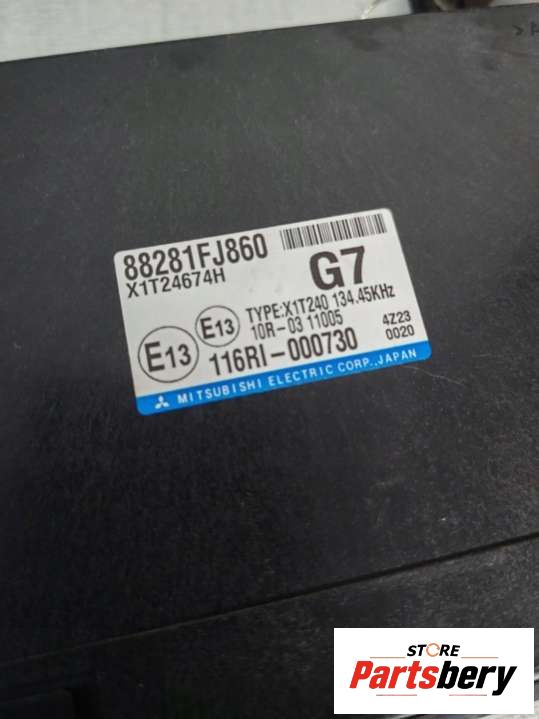 88281FJ860
X1T24674H
G7
TYPE:X1T240 134.45KHz
10R-03 11005
E13
E13
116RI-000730
4Z23
0020
MITSUBISHI ELECTRIC CORP.,JAPAN
STORE
Partsbery